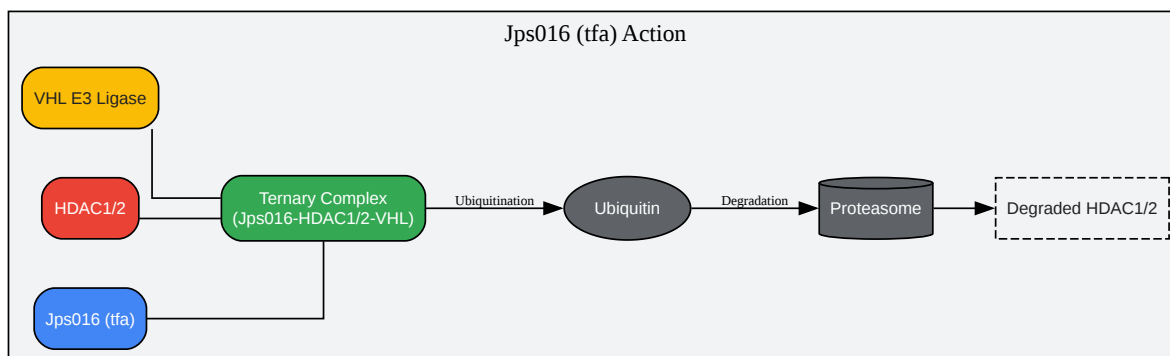 Jps016 (tfa) Action
VHL E3 Ligase
HDAC1/2
Jps016 (tfa)
Ternary Complex
(Jps016-HDAC1/2-VHL)
Ubiquitination
Ubiquitin
Degradation
Proteasome
Degraded HDAC1/2